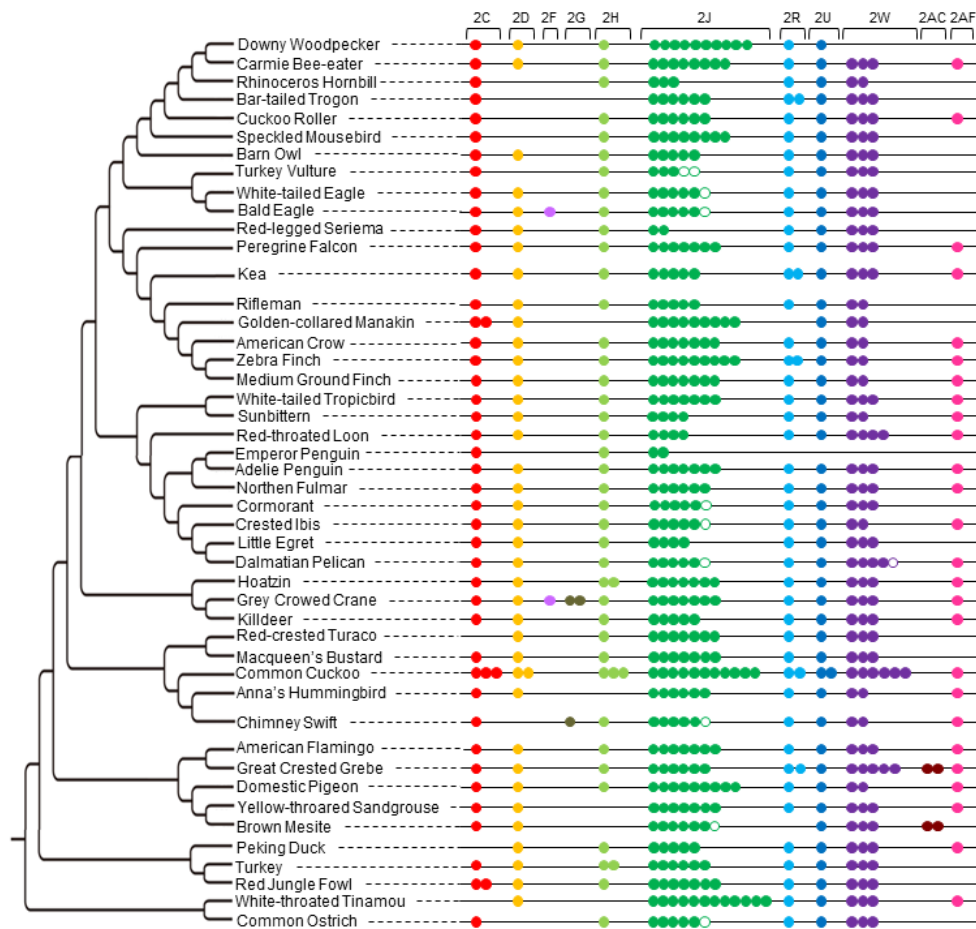 2C 2D 2F 2G 2H 2J 2R 2U 2W 2AC 2AF
Downy Woodpecker
Carmie Bee-eater
Rhinoceros Hornbill
Bar-tailed Trogon
Cuckoo Roller
Speckled Mousebird
Barn Owl
Turkey Vulture
White-tailed Eagle
Bald Eagle
Red-legged Seriema
Peregrine Falcon
Kea
Rifleman
Golden-collared Manakin
American Crow
Zebra Finch
Medium Ground Finch
White-tailed Tropicbird
Sunbittern
Red-throated Loon
Emperor Penguin
Adelie Penguin
Northen Fulmar
Cormorant
Crested Ibis
Little Egret
Dalmatian Pelican
Hoatzin
Grey Crowed Crane
Killdeer
Red-crested Turaco
Macqueen's Bustard
Common Cuckoo
Anna's Hummingbird
Chimney Swift
American Flamingo
Great Crested Grebe
Domestic Pigeon
Yellow-throared Sandgrouse
Brown Mesite
Peking Duck
Turkey
Red Jungle Fowl
White-throated Tinamou
Common Ostrich